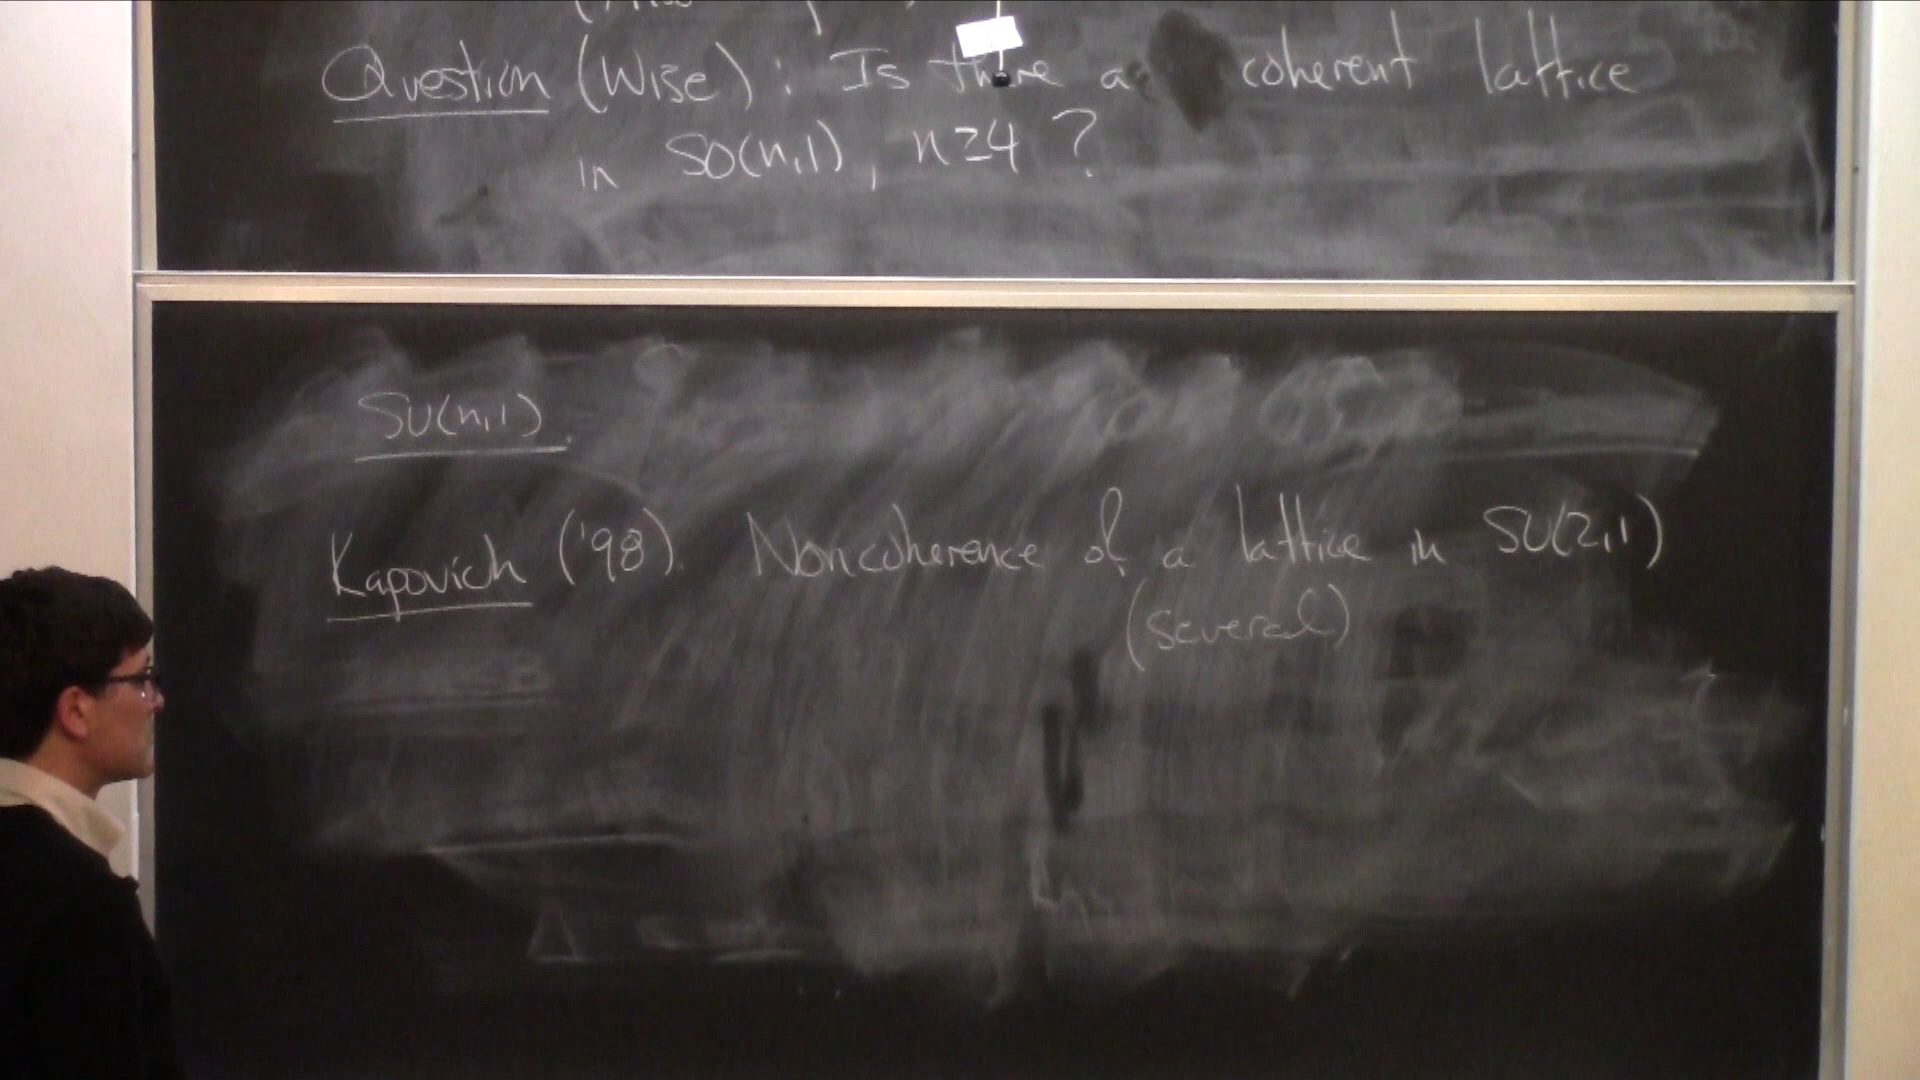 Question (Wise): Is there a coherent lattice
in SO(n,1), n≥4 ?
SU(n,1).
Kapovich ('98). Noncoherence of a lattice in SU(2,1)
(several)